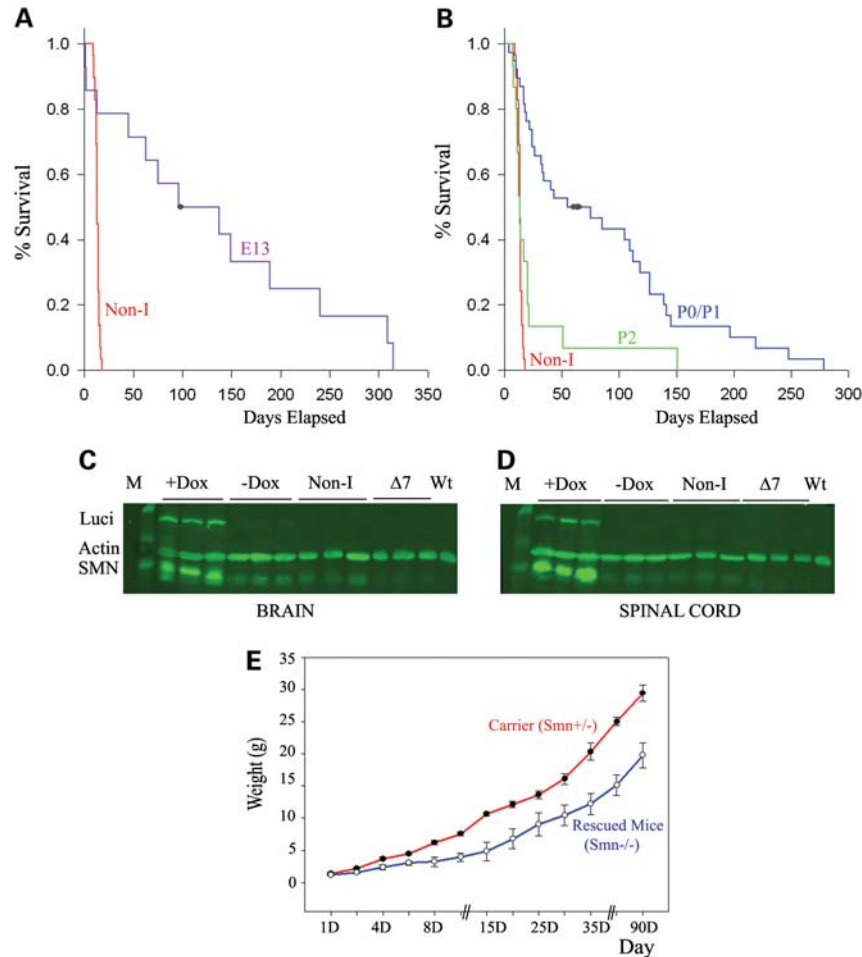 A
1.0
0.8
0.6
0.4
0.2
0.0
% Survival
E13
Non-I
0 50 100 150 200 250 300 350
Days Elapsed
B
1.0
0.8
0.6
0.4
0.2
0.0
% Survival
P0/P1
P2
Non-I
0 50 100 150 200 250 300
Days Elapsed
C
M +Dox -Dox Non-I Δ7 Wt
Luci
Actin
SMN
BRAIN
D
M +Dox -Dox Non-I Δ7 Wt
SPINAL CORD
E
35
30
25
20
15
10
5
0
Weight (g)
Carrier (Smn+/-)
Rescued Mice
(Smn-/-)
1D 4D 8D 15D 25D 35D 90D
Day